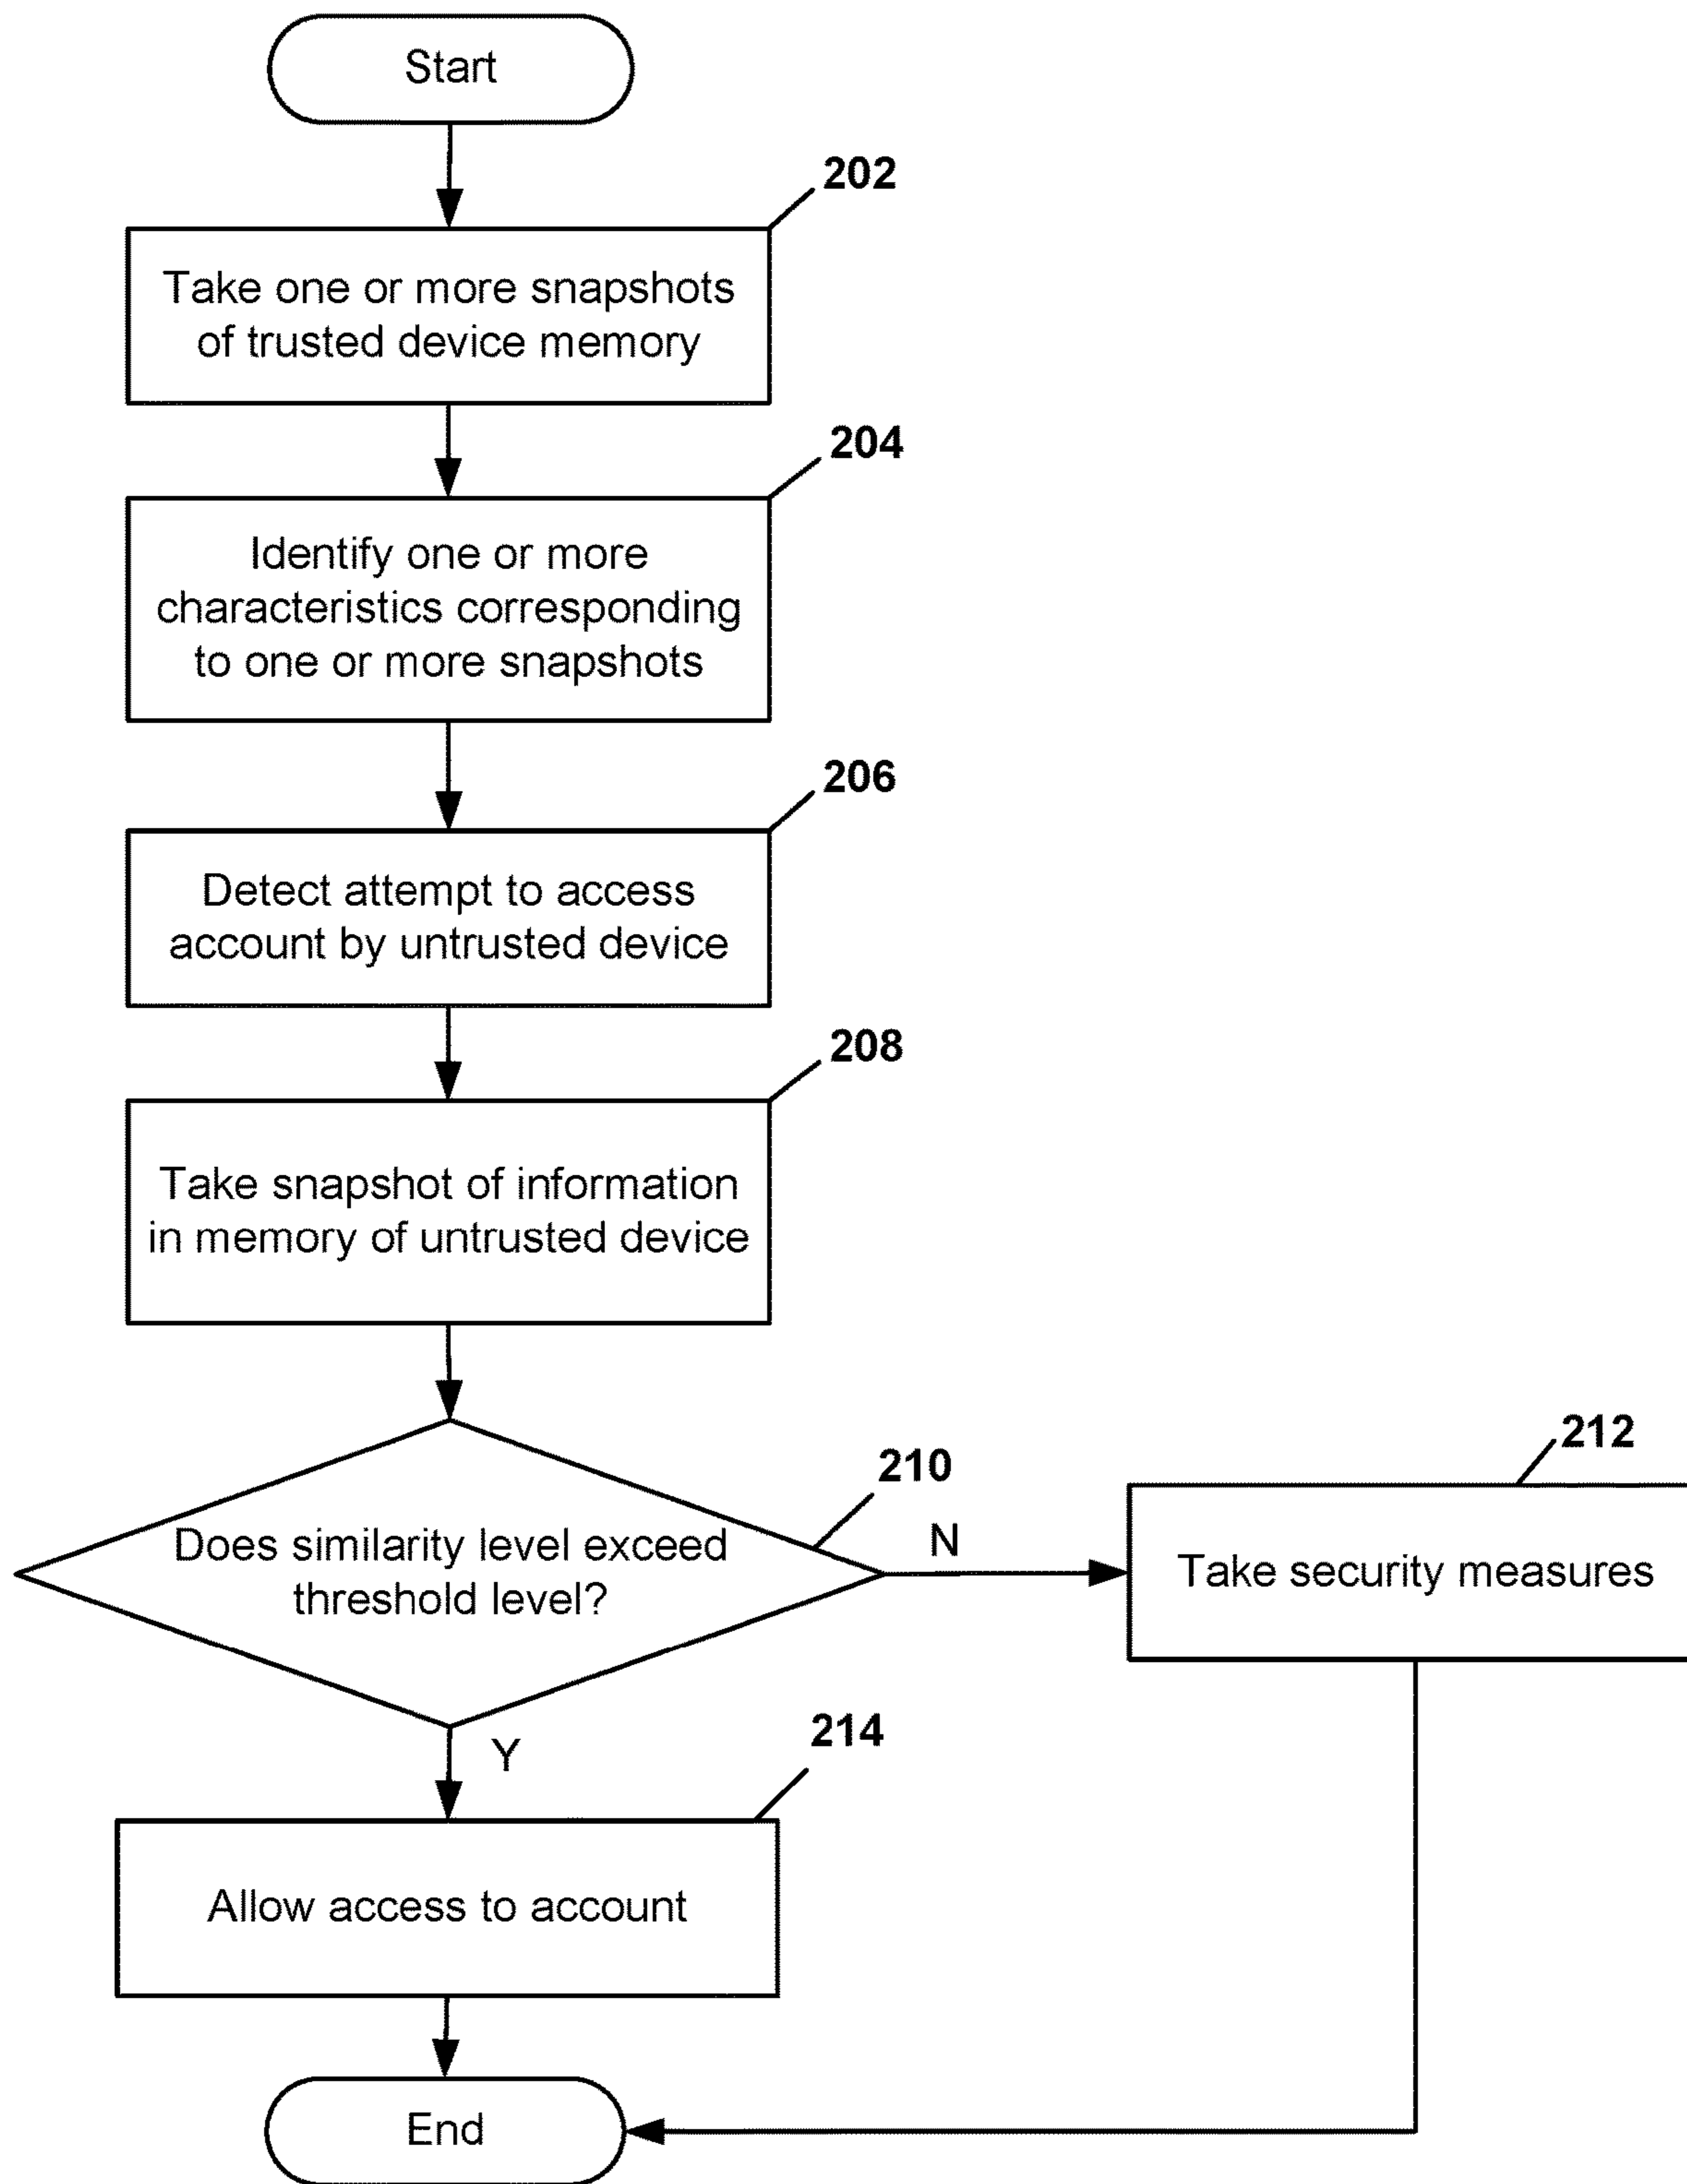 Start
202
Take one or more snapshots
of trusted device memory
204
Identify one or more
characteristics corresponding
to one or more snapshots
206
Detect attempt to access
account by untrusted device
208
Take snapshot of information
in memory of untrusted device
210
Does similarity level exceed
threshold level?
N
212
Take security measures
Y
214
Allow access to account
End